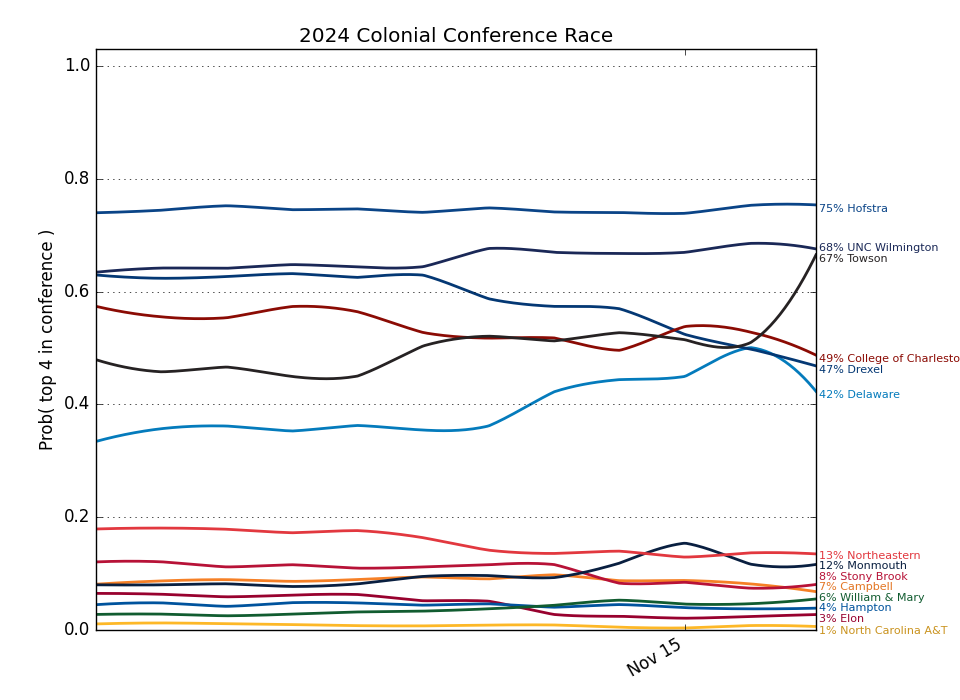 2024 Colonial Conference Race
Prob( top 4 in conference )
1.0
0.8
0.6
0.4
0.2
0.0
Nov 15
75% Hofstra
68% UNC Wilmington
67% Towson
49% College of Charlesto
47% Drexel
42% Delaware
13% Northeastern
12% Monmouth
8% Stony Brook
7% Campbell
6% William & Mary
4% Hampton
3% Elon
1% North Carolina A&T